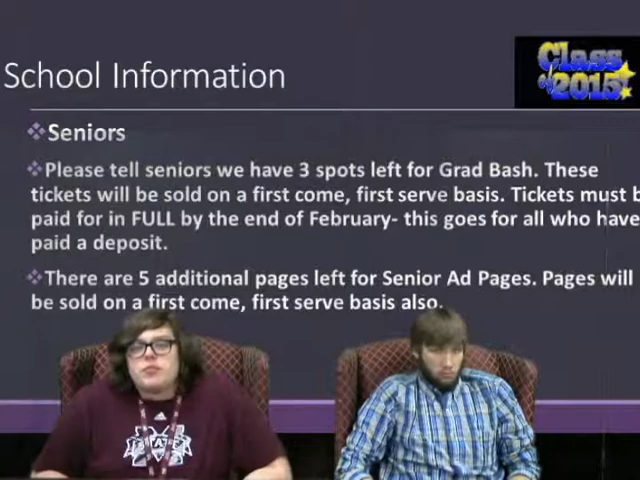 School Information
Class
of 2015!
Seniors
Please tell seniors we have 3 spots left for Grad Bash. These
tickets will be sold on a first come, first serve basis. Tickets must b
paid for in FULL by the end of February- this goes for all who have
paid a deposit.
There are 5 additional pages left for Senior Ad Pages. Pages will
be sold on a first come, first serve basis also.
STATE